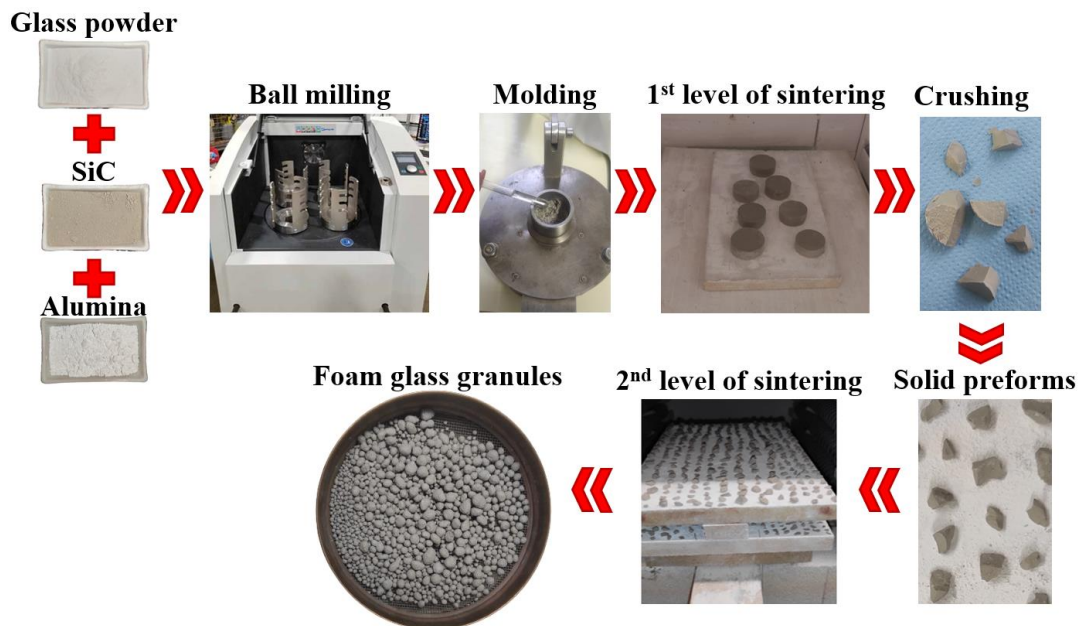 Glass powder
SiC
Alumina
Ball milling
Molding
1st level of sintering
Crushing
Solid preforms
2nd level of sintering
Foam glass granules